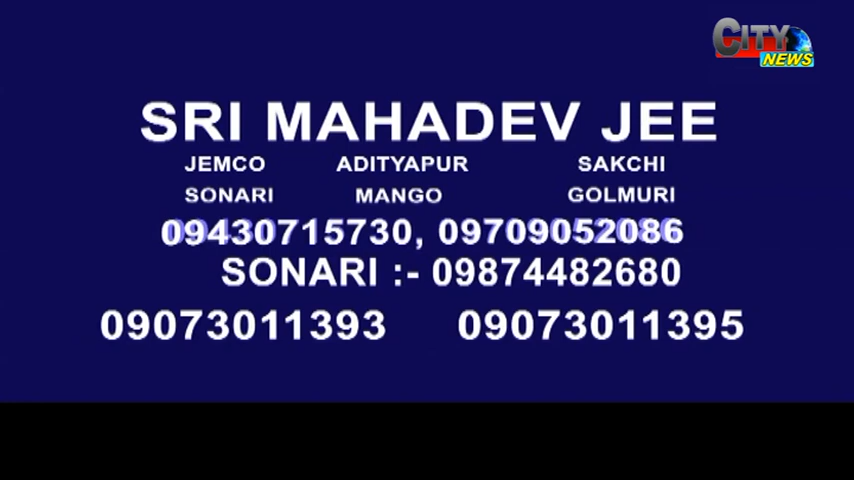 CITY
NEWS
SRI MAHADEV JEE
JEMCO ADITYAPUR SAKCHI
SONARI MANGO GOLMURI
09430715730, 09709052086
SONARI :- 09874482680
09073011393 09073011395